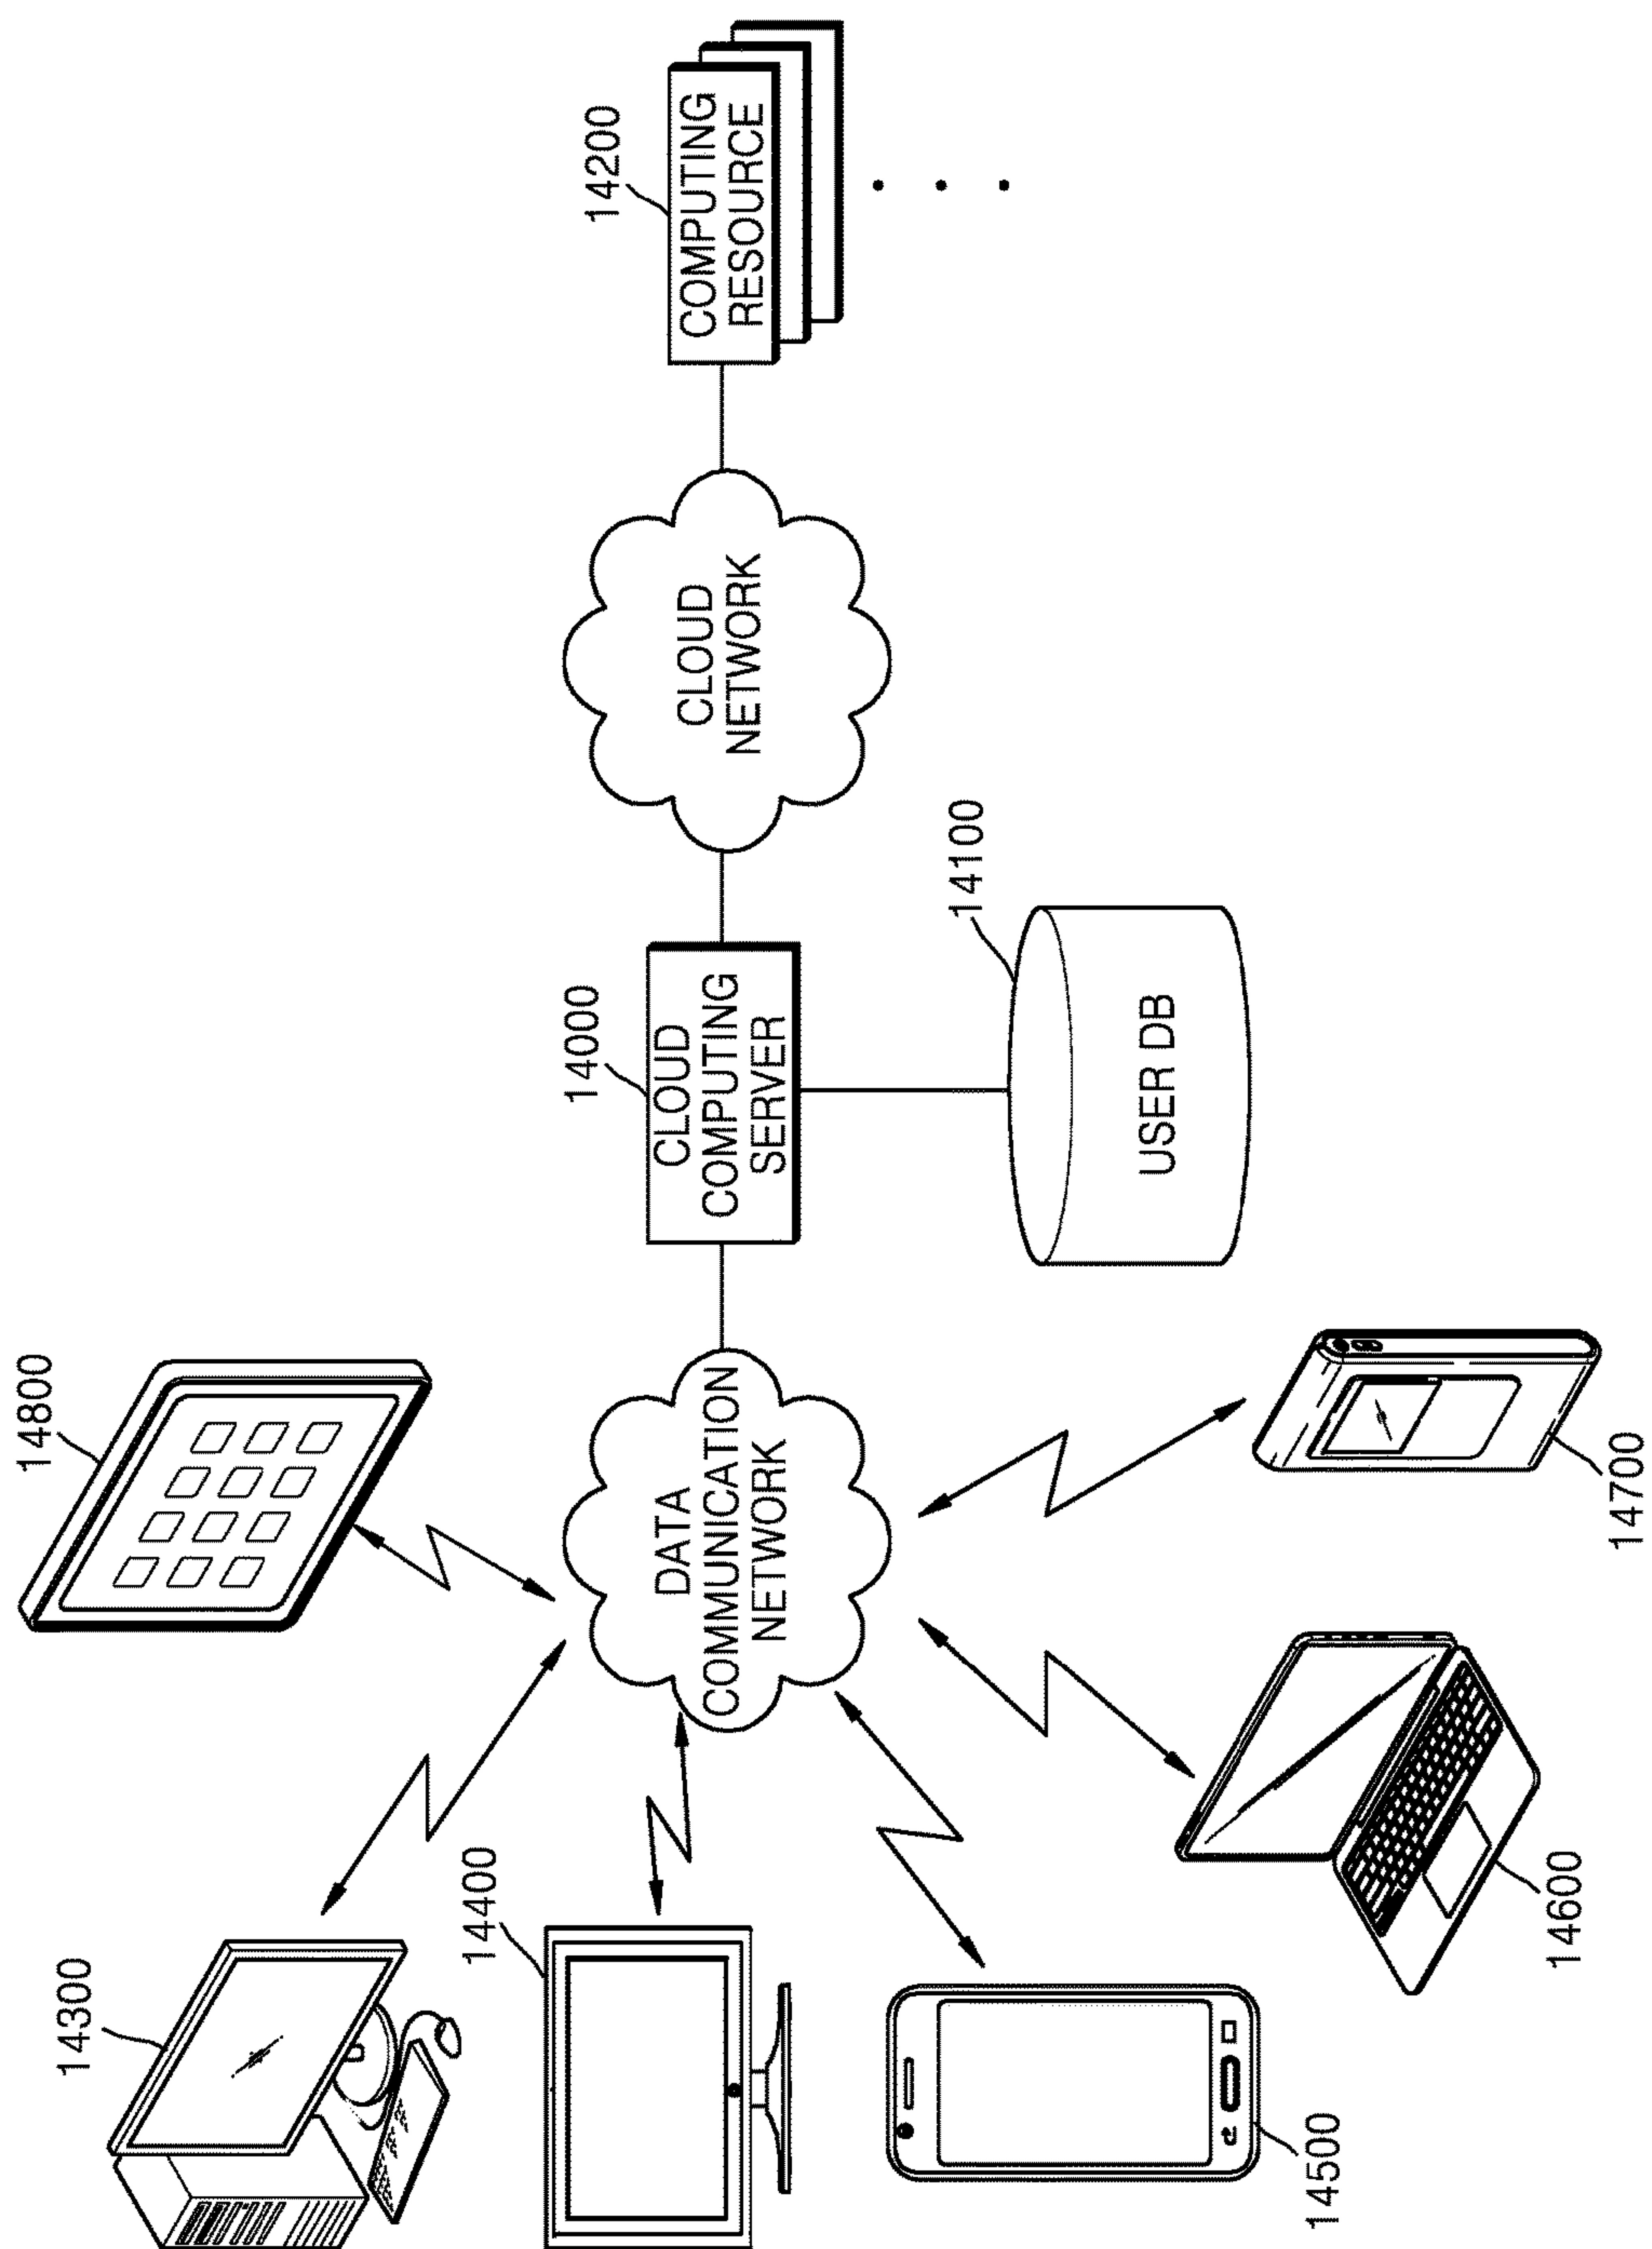 14800
14300
14400
14500
14600
14700
DATA
COMMUNICATION
NETWORK
14000
CLOUD
COMPUTING
SERVER
14100
USER DB
CLOUD
NETWORK
14200
COMPUTING
RESOURCE